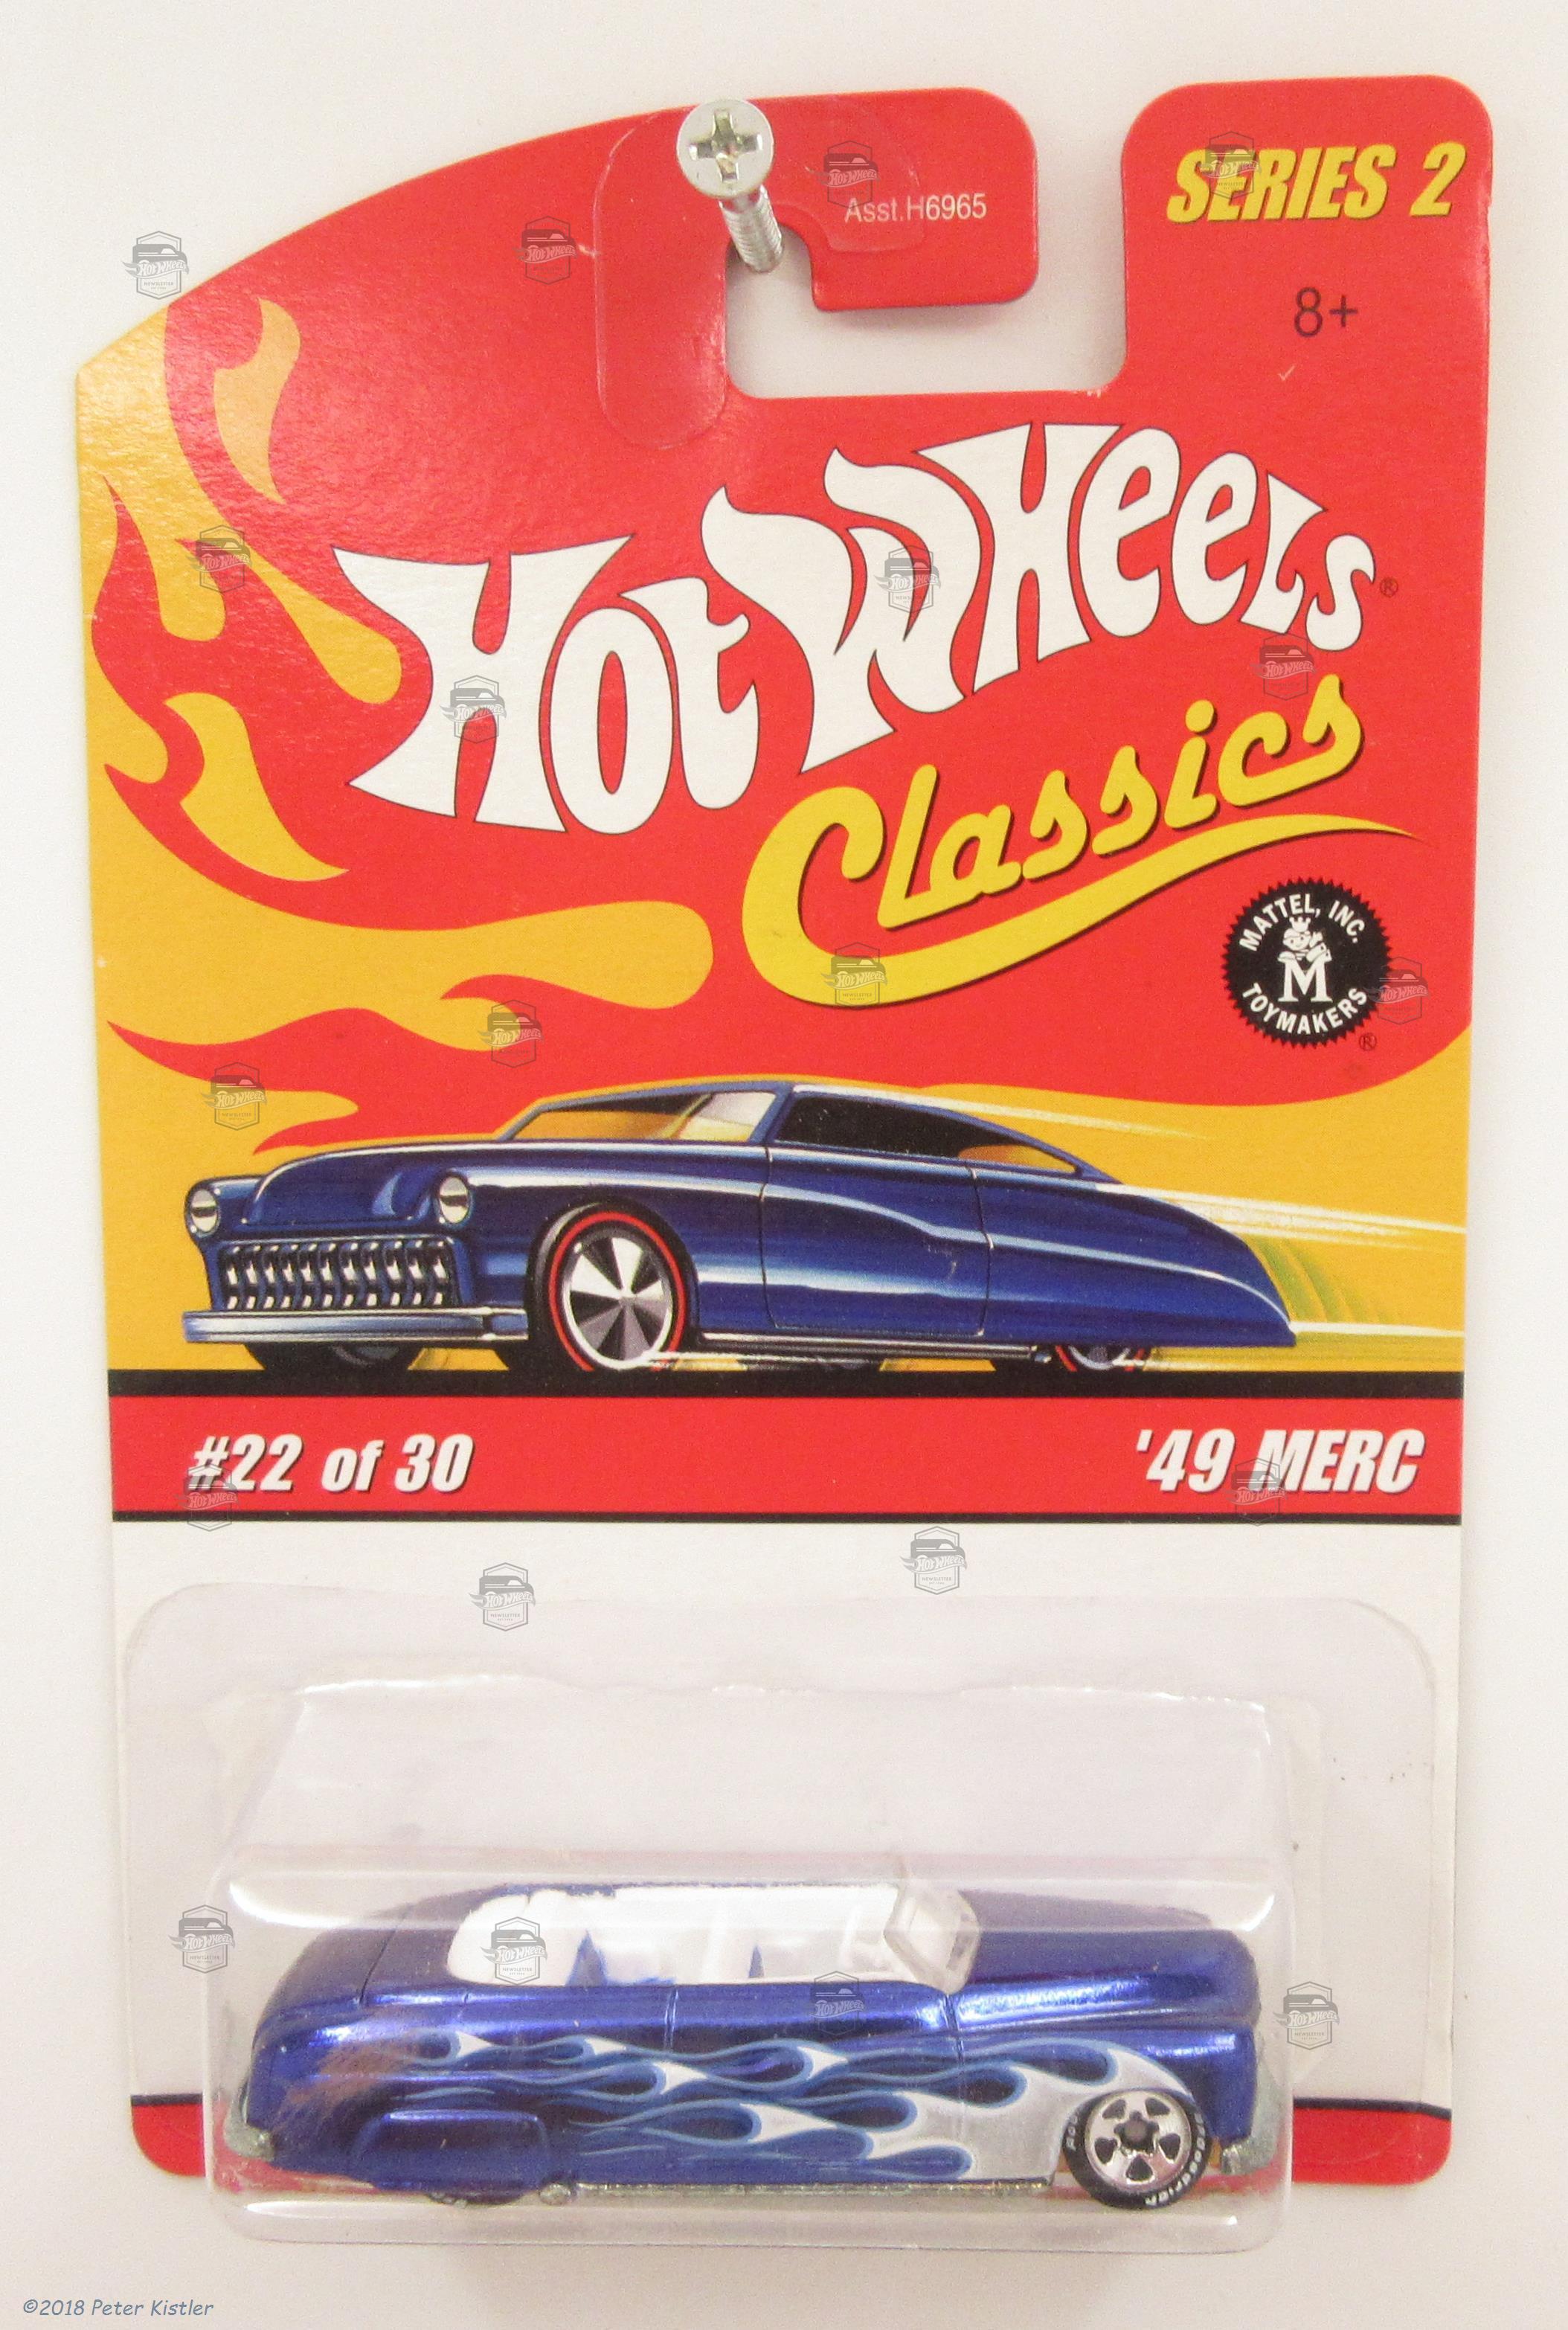 SERIES 2
Asst.H6965
8+
HOT WHEELS®
Classics
MATTEL, INC.
M
TOYMAKERS
®
#22 of 30
'49 MERC
©2018 Peter Kistler